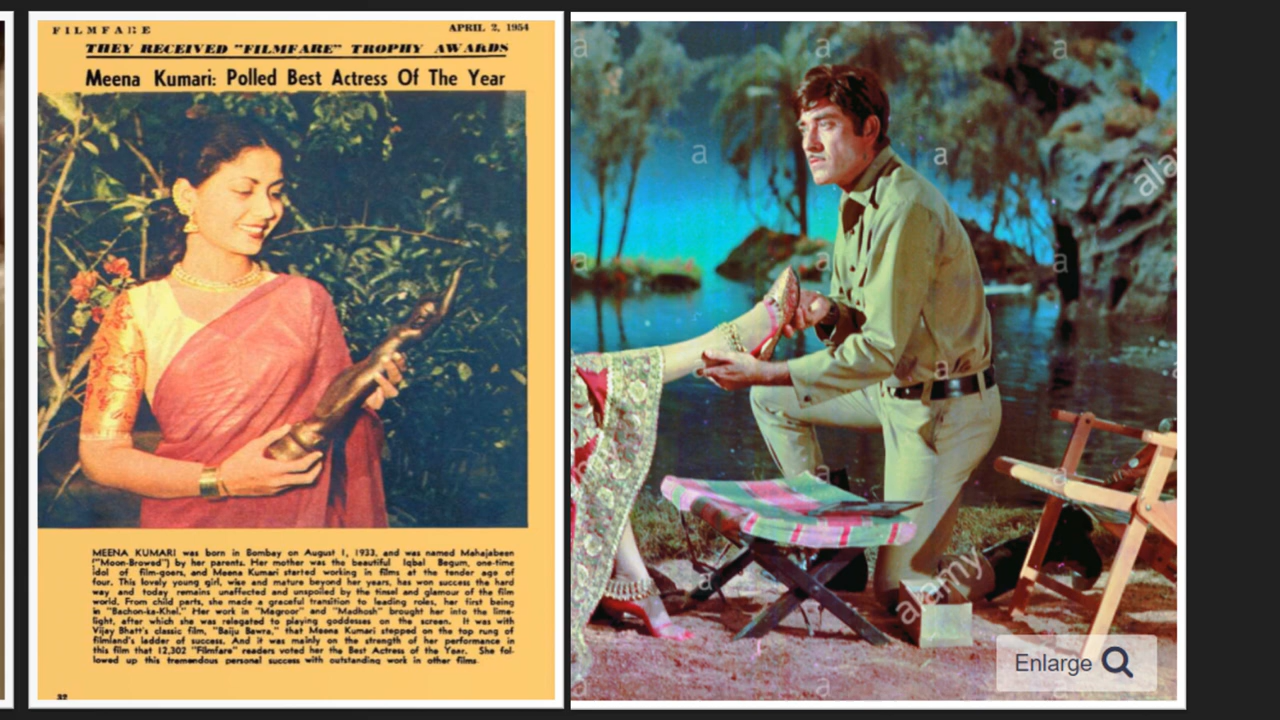 FILMFARE APRIL 2, 1954
THEY RECEIVED "FILMFARE" TROPHY AWARDS
Meena Kumari: Polled Best Actress Of The Year
MEENA KUMARI was born in Bombay on August 1, 1933, and was named Mahajabeen
("Moon-Browed") by her parents. Her mother was the beautiful Iqbal Begum, one-time
idol of film-goers, and Meena Kumari started working in films at the tender age of
four. This lovely young girl, wise and mature beyond her years, has won success the hard
way and today remains unaffected and unspoiled by the tinsel and glamour of the film
world. From child parts, she made a graceful transition to leading roles, her first being
in "Bachon-ka-Khel." Her work in "Magroor" and "Madhosh" brought her into the lime-
light, after which she was relegated to playing goddesses on the screen. It was with
Vijay Bhatt's classic film, "Baiju Bawra," that Meena Kumari stepped on the top rung of
filmland's ladder of success. And it was mainly on the strength of her performance in
this film that 12,302 "Filmfare" readers voted her the Best Actress of the Year. She fol-
lowed up this tremendous personal success with outstanding work in other films.
32
a a a
a a
ala
a a a
a a
a
alamy
a
a
Enlarge